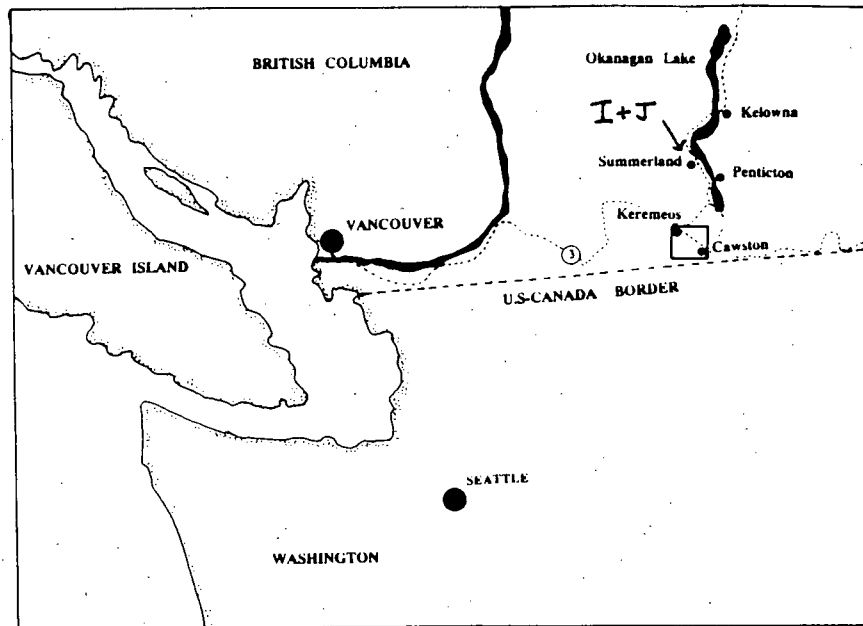 BRITISH COLUMBIA
Okanagan Lake
I + J
Kelowna
Summerland
Penticton
Keremeos
VANCOUVER
3
Cawston
VANCOUVER ISLAND
U.S-CANADA BORDER
SEATTLE
WASHINGTON